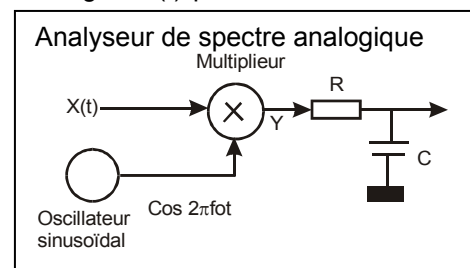 Analyseur de spectre analogique
Multiplieur
R
X(t)
Y
C
Cos 2πfot
Oscillateur
sinusoïdal